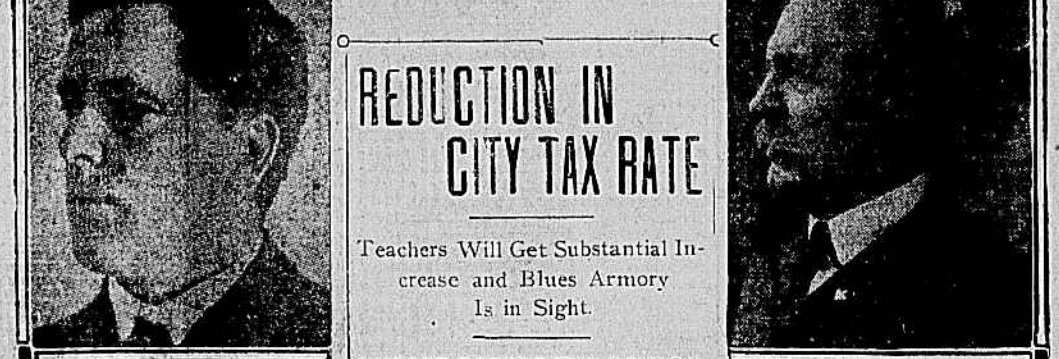 REDUCTION IN
CITY TAX RATE
Teachers Will Get Substantial In-
crease and Blues Armory
Is in Sight.